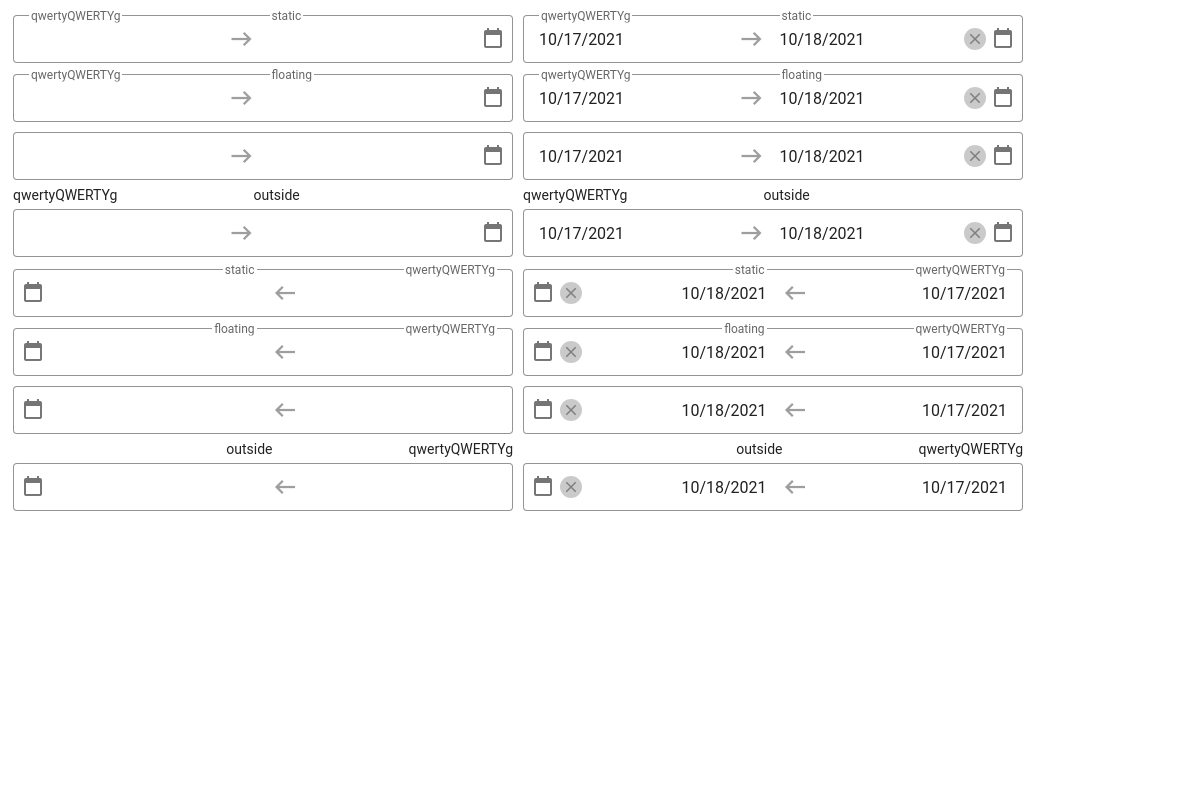 qwertyQWERTYg static qwertyQWERTYg static
10/17/2021 10/18/2021
qwertyQWERTYg floating qwertyQWERTYg floating
10/17/2021 10/18/2021
10/17/2021 10/18/2021
qwertyQWERTYg outside qwertyQWERTYg outside
10/17/2021 10/18/2021
static qwertyQWERTYg static qwertyQWERTYg
10/18/2021 10/17/2021
floating qwertyQWERTYg floating qwertyQWERTYg
10/18/2021 10/17/2021
10/18/2021 10/17/2021
outside qwertyQWERTYg outside qwertyQWERTYg
10/18/2021 10/17/2021